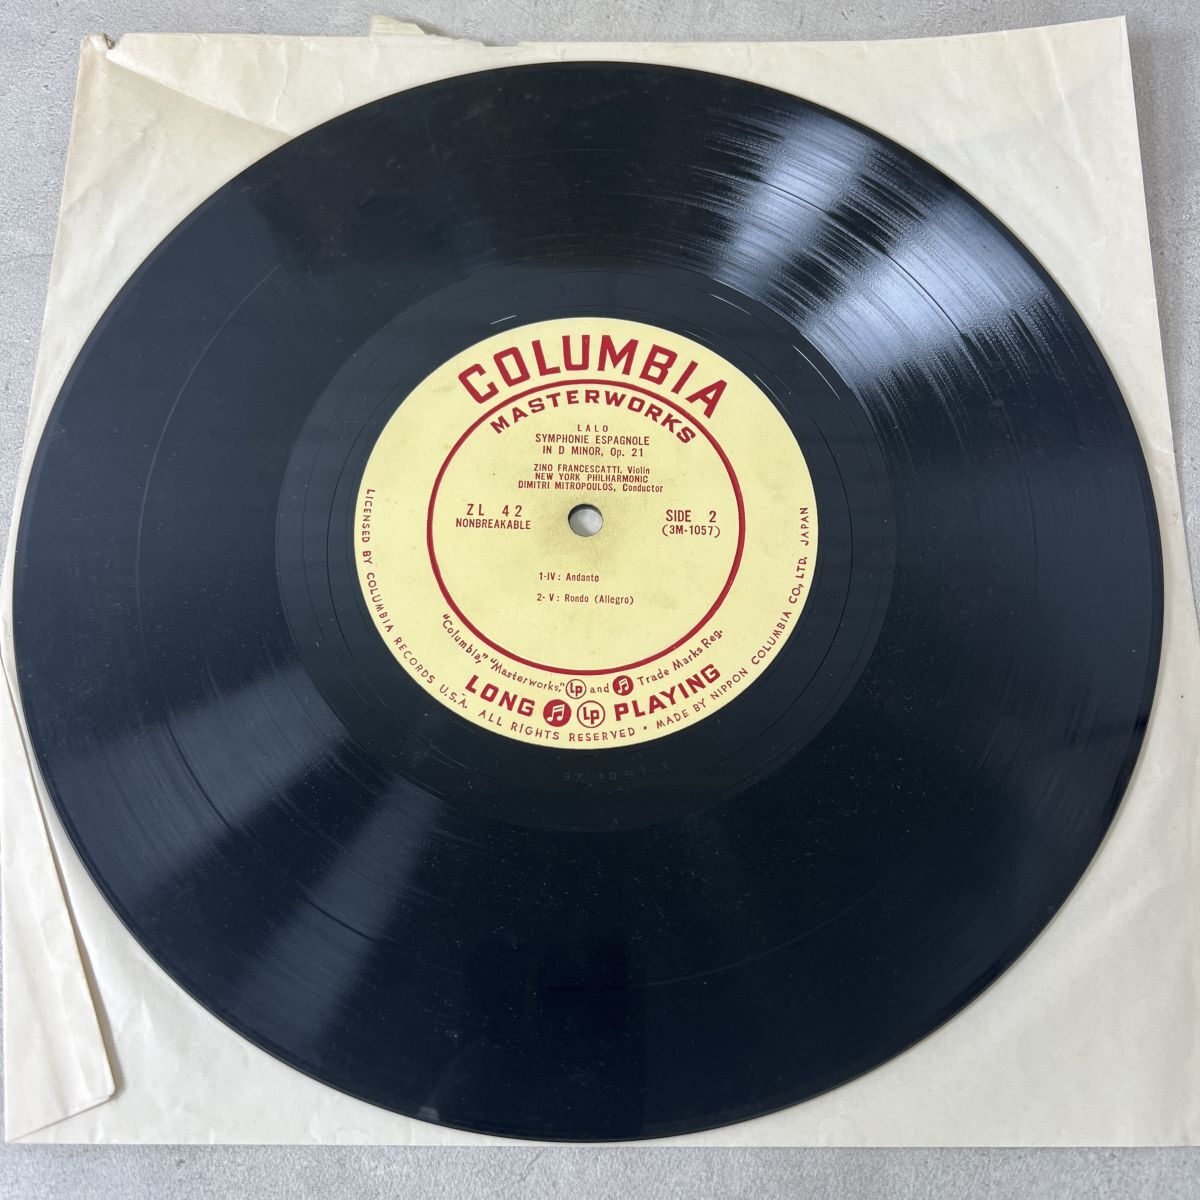 COLUMBIA
MASTERWORKS
LALO
SYMPHONIE ESPAGNOLE
IN D MINOR, Op. 21
ZINO FRANCESCATTI, Violin
NEW YORK PHILHARMONIC
DIMITRI MITROPOULOS, Conductor
ZL 42
NONBREAKABLE
SIDE 2
(3M-1057)
1-IV: Andante
2- V: Rondo (Allegro)
"Columbia," "Masterworks," Lp and Trade Marks Reg.
LONG Lp PLAYING
LICENSED BY COLUMBIA RECORDS U.S.A. ALL RIGHTS RESERVED • MADE BY NIPPON COLUMBIA CO., LTD. JAPAN